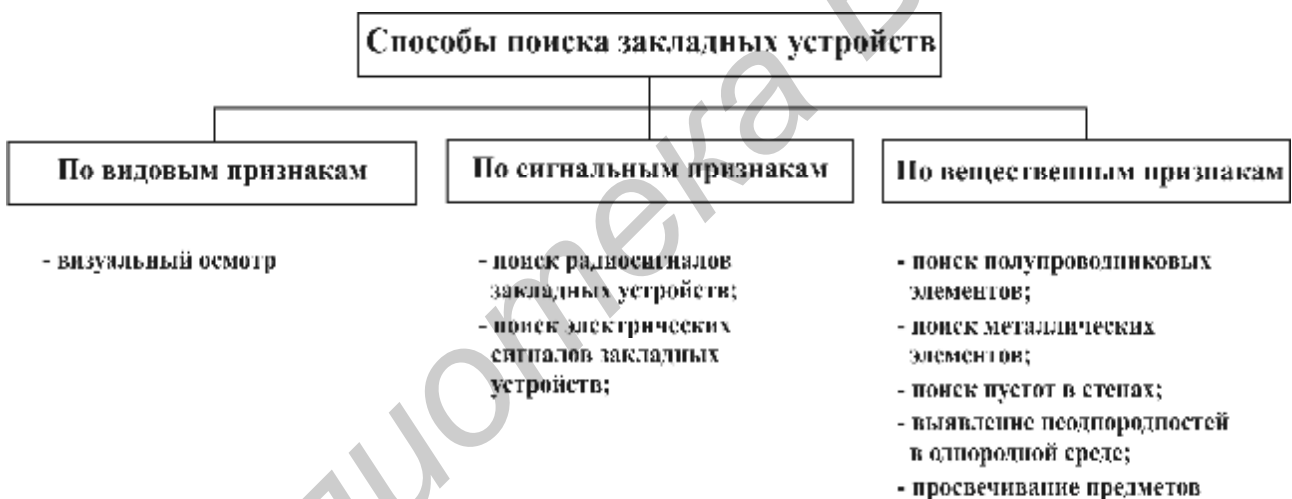 Способы поиска закладных устройств
По видовым признакам
- визуальный осмотр
По сигнальным признакам
- поиск радиосигналов
закладных устройств;
- поиск электрических
сигналов закладных
устройств;
По вещественным признакам
- поиск полупроводниковых
элементов;
- поиск металлических
элементов;
- поиск пустот в стенах;
- выявление неоднородностей
в однородной среде;
- просвечивание предметов